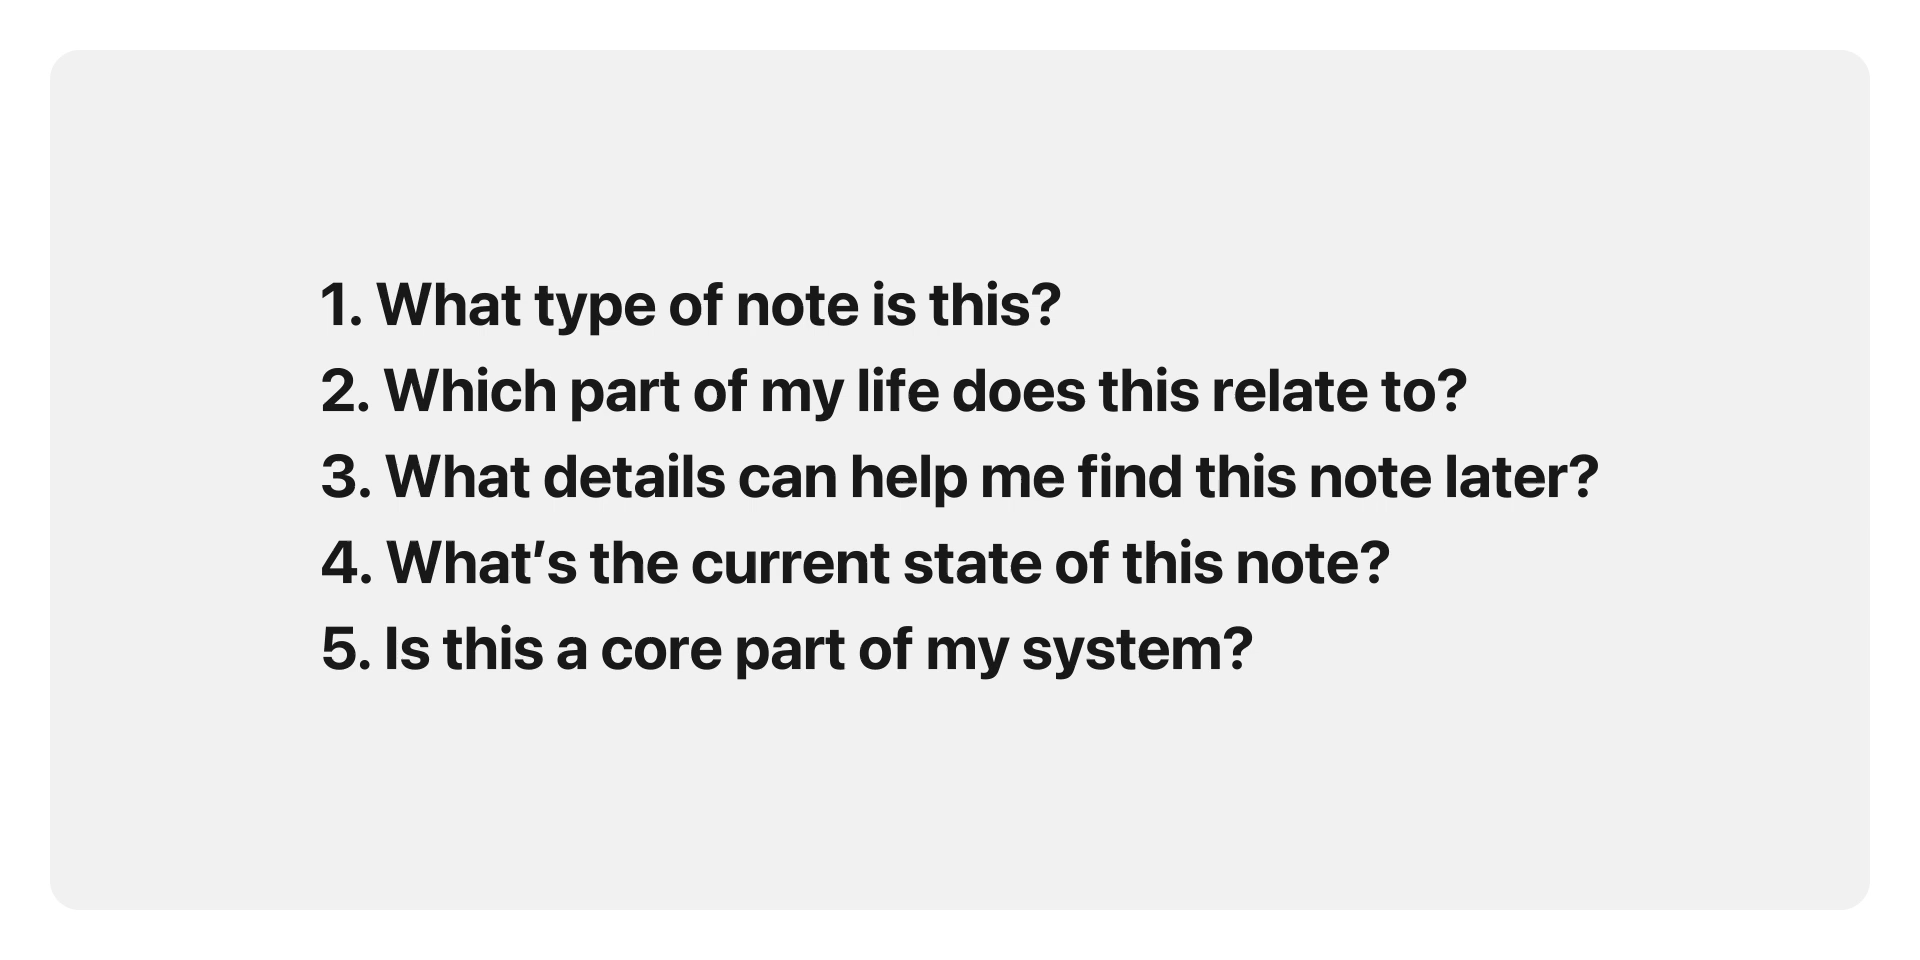 1. What type of note is this?
2. Which part of my life does this relate to?
3. What details can help me find this note later?
4. What’s the current state of this note?
5. Is this a core part of my system?